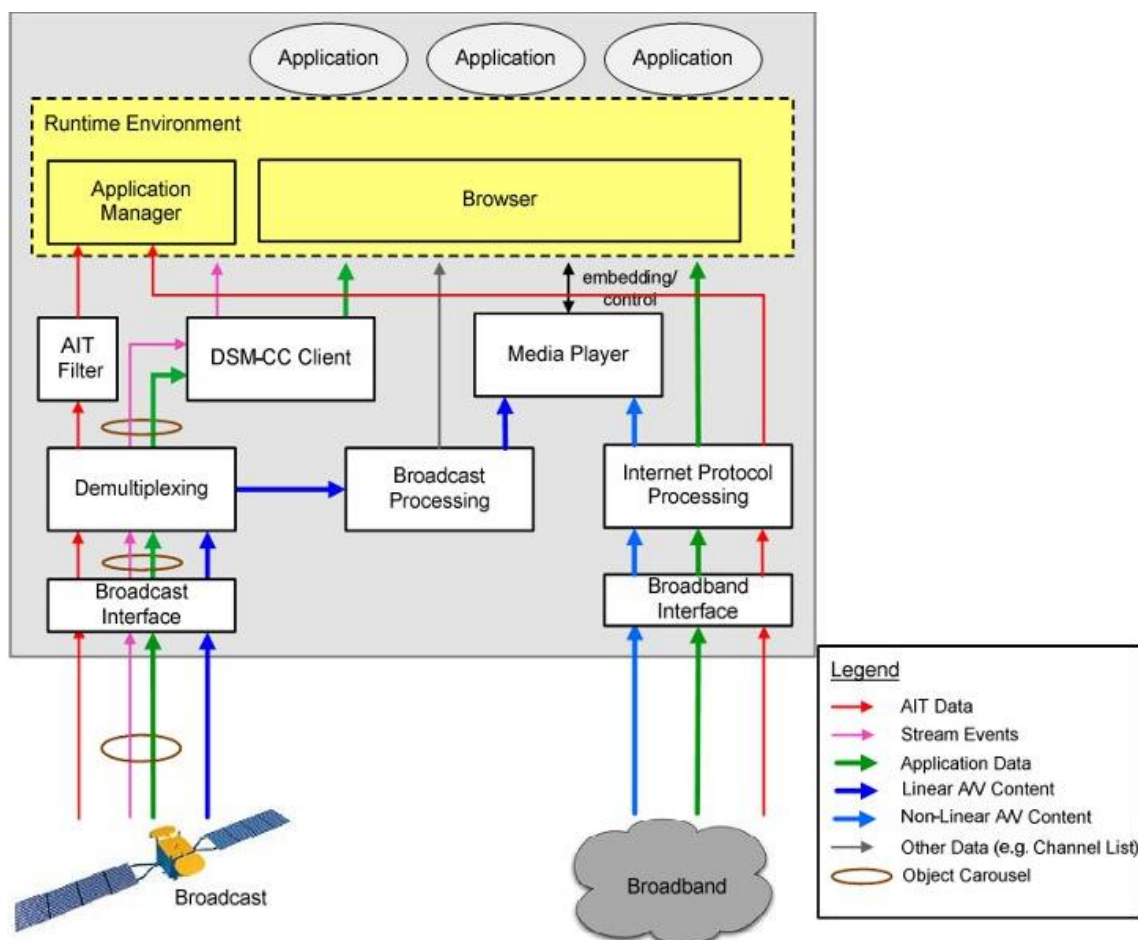 Application
Application
Application
Runtime Environment
Application
Manager
Browser
embedding/
control
AIT
Filter
DSM-CC Client
Media Player
Demultiplexing
Broadcast
Processing
Internet Protocol
Processing
Broadcast
Interface
Broadband
Interface
Broadcast
Broadband
Legend
AIT Data
Stream Events
Application Data
Linear A/V Content
Non-Linear A/V Content
Other Data (e.g. Channel List)
Object Carousel